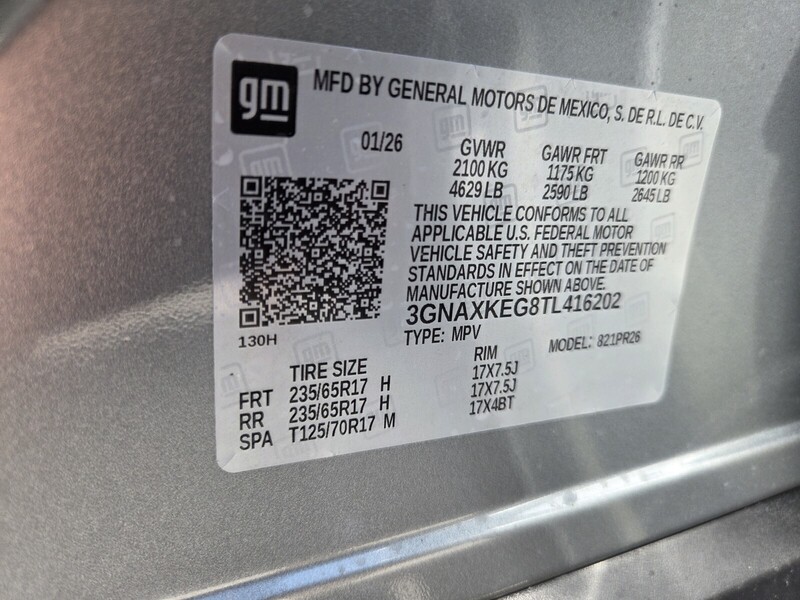 gm MFD BY GENERAL MOTORS DE MEXICO, S. DE R.L. DE C.V.
01/26 GVWR GAWR FRT GAWR RR
2100 KG 1175 KG 1200 KG
4629 LB 2590 LB 2645 LB
THIS VEHICLE CONFORMS TO ALL
APPLICABLE U.S. FEDERAL MOTOR
VEHICLE SAFETY AND THEFT PREVENTION
STANDARDS IN EFFECT ON THE DATE OF
MANUFACTURE SHOWN ABOVE.
3GNAXKEG8TL416202
130H TYPE: MPV MODEL: 821PR26
TIRE SIZE RIM
FRT 235/65R17 H 17X7.5J
RR 235/65R17 H 17X7.5J
SPA T125/70R17 M 17X4BT